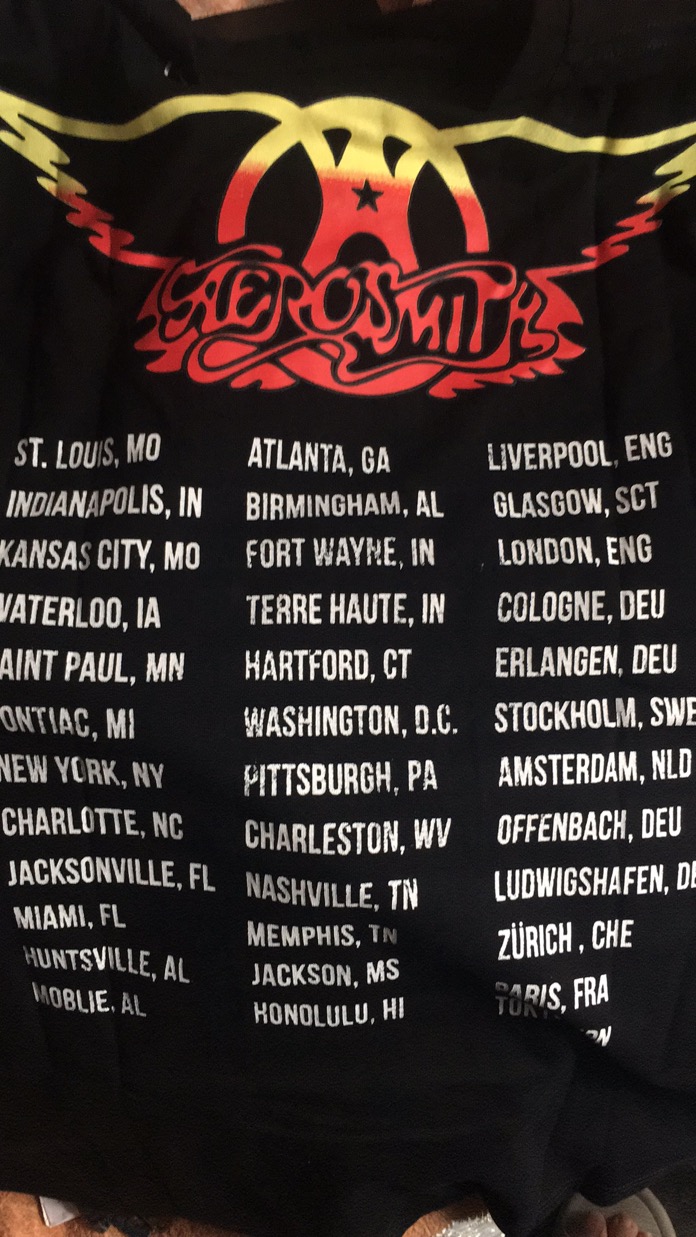 AEROSMITH
ST. LOUIS, MO
INDIANAPOLIS, IN
KANSAS CITY, MO
WATERLOO, IA
AINT PAUL, MN
ONTIAC, MI
NEW YORK, NY
CHARLOTTE, NC
JACKSONVILLE, FL
MIAMI, FL
HUNTSVILLE, AL
MOBLIE, AL
ATLANTA, GA
BIRMINGHAM, AL
FORT WAYNE, IN
TERRE HAUTE, IN
HARTFORD, CT
WASHINGTON, D.C.
PITTSBURGH, PA
CHARLESTON, WV
NASHVILLE, TN
MEMPHIS, TN
JACKSON, MS
HONOLULU, HI
LIVERPOOL, ENG
GLASGOW, SCT
LONDON, ENG
COLOGNE, DEU
ERLANGEN, DEU
STOCKHOLM, SWE
AMSTERDAM, NLD
OFFENBACH, DEU
LUDWIGSHAFEN, DE
ZÜRICH , CHE
PARIS, FRA